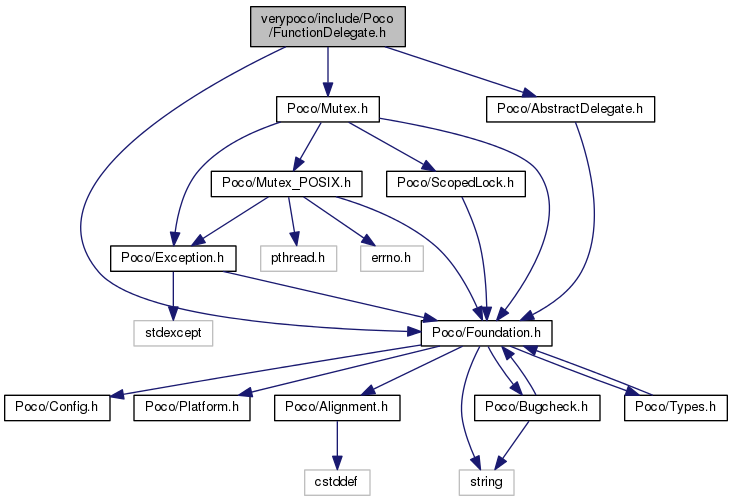 verypoco/include/Poco
/FunctionDelegate.h
Poco/Mutex.h
Poco/AbstractDelegate.h
Poco/Mutex_POSIX.h
Poco/ScopedLock.h
Poco/Exception.h
pthread.h
errno.h
stdexcept
Poco/Foundation.h
Poco/Config.h
Poco/Platform.h
Poco/Alignment.h
Poco/Bugcheck.h
Poco/Types.h
cstddef
string